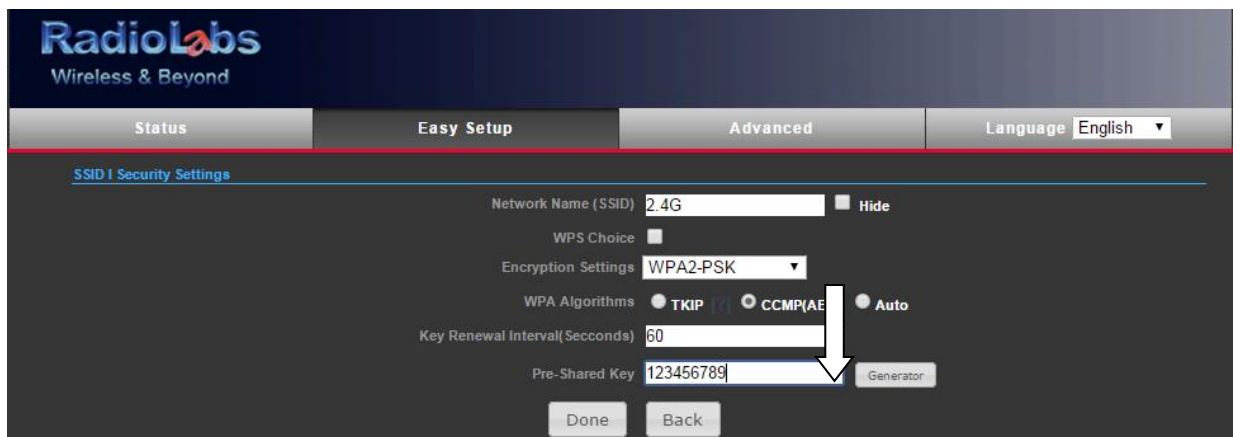 RadioLabs
Wireless & Beyond
Status Easy Setup Advanced Language English
SSID I Security Settings
Network Name (SSID) 2.4G Hide
WPS Choice
Encryption Settings WPA2-PSK
WPA Algorithms TKIP [?] CCMP(AE Auto
Key Renewal Interval(Secconds) 60
Pre-Shared Key 123456789 Generator
Done Back